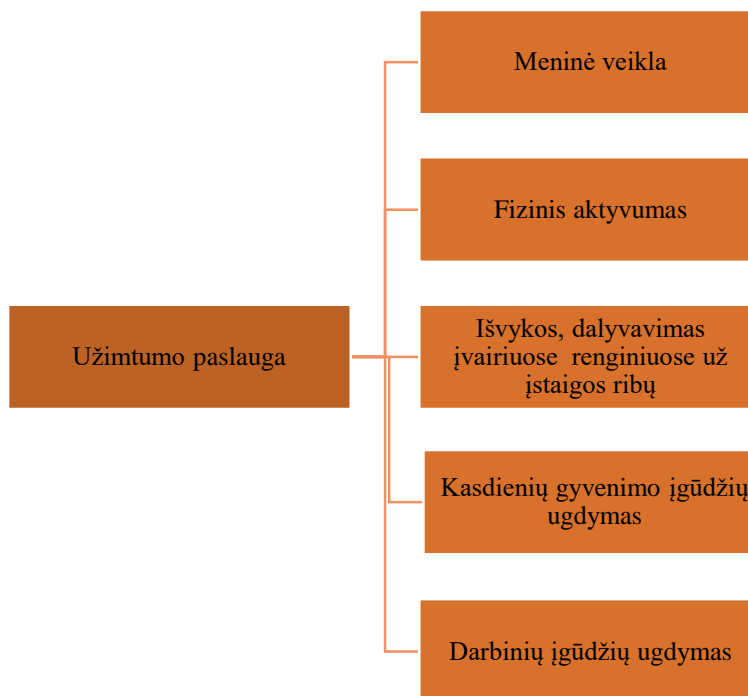 Meninė veikla
Fizinis aktyvumas
Užimtumo paslauga
Išvykos, dalyvavimas
įvairiuose renginiuose už
įstaigos ribų
Kasdienių gyvenimo įgūdžių
ugdymas
Darbinių įgūdžių ugdymas